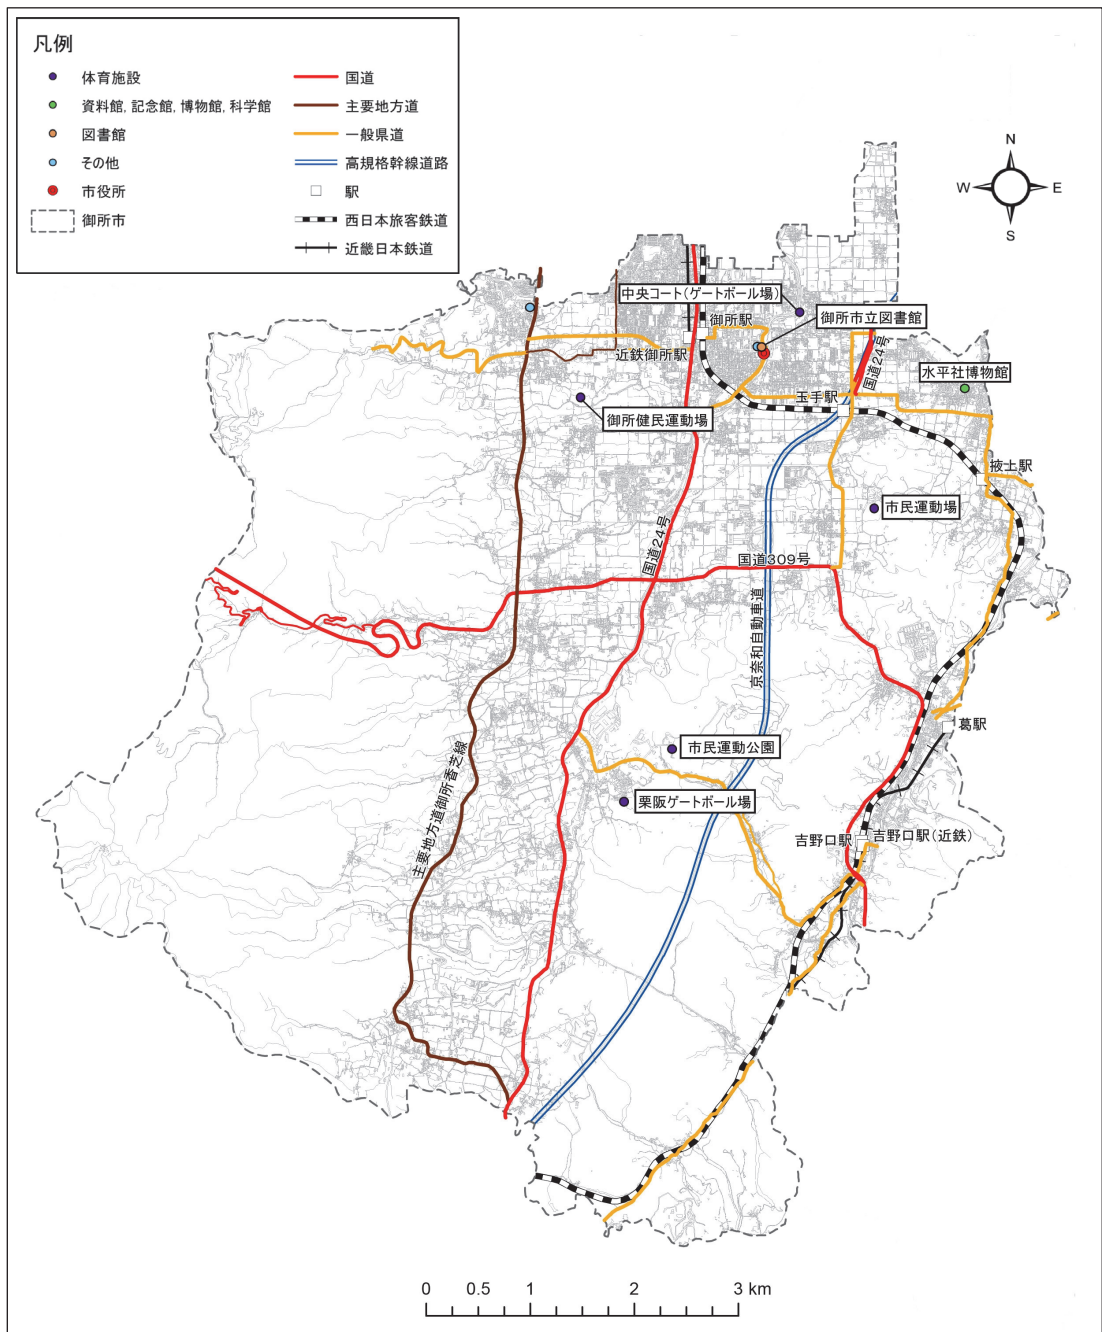 凡例
体育施設
資料館, 記念館, 博物館, 科学館
図書館
その他
市役所
御所市
国道
主要地方道
一般県道
高規格幹線道路
駅
西日本旅客鉄道
近畿日本鉄道
N
W
E
S
中央コート(ゲートボール場)
御所駅
御所市立図書館
近鉄御所駅
国道24号
水平社博物館
玉手駅
御所健民運動場
掖上駅
市民運動場
国道24号
国道309号
京奈和自動車道
葛駅
市民運動公園
主要地方道御所香芝線
栗阪ゲートボール場
吉野口駅
吉野口駅(近鉄)
0 0.5 1 2 3 km